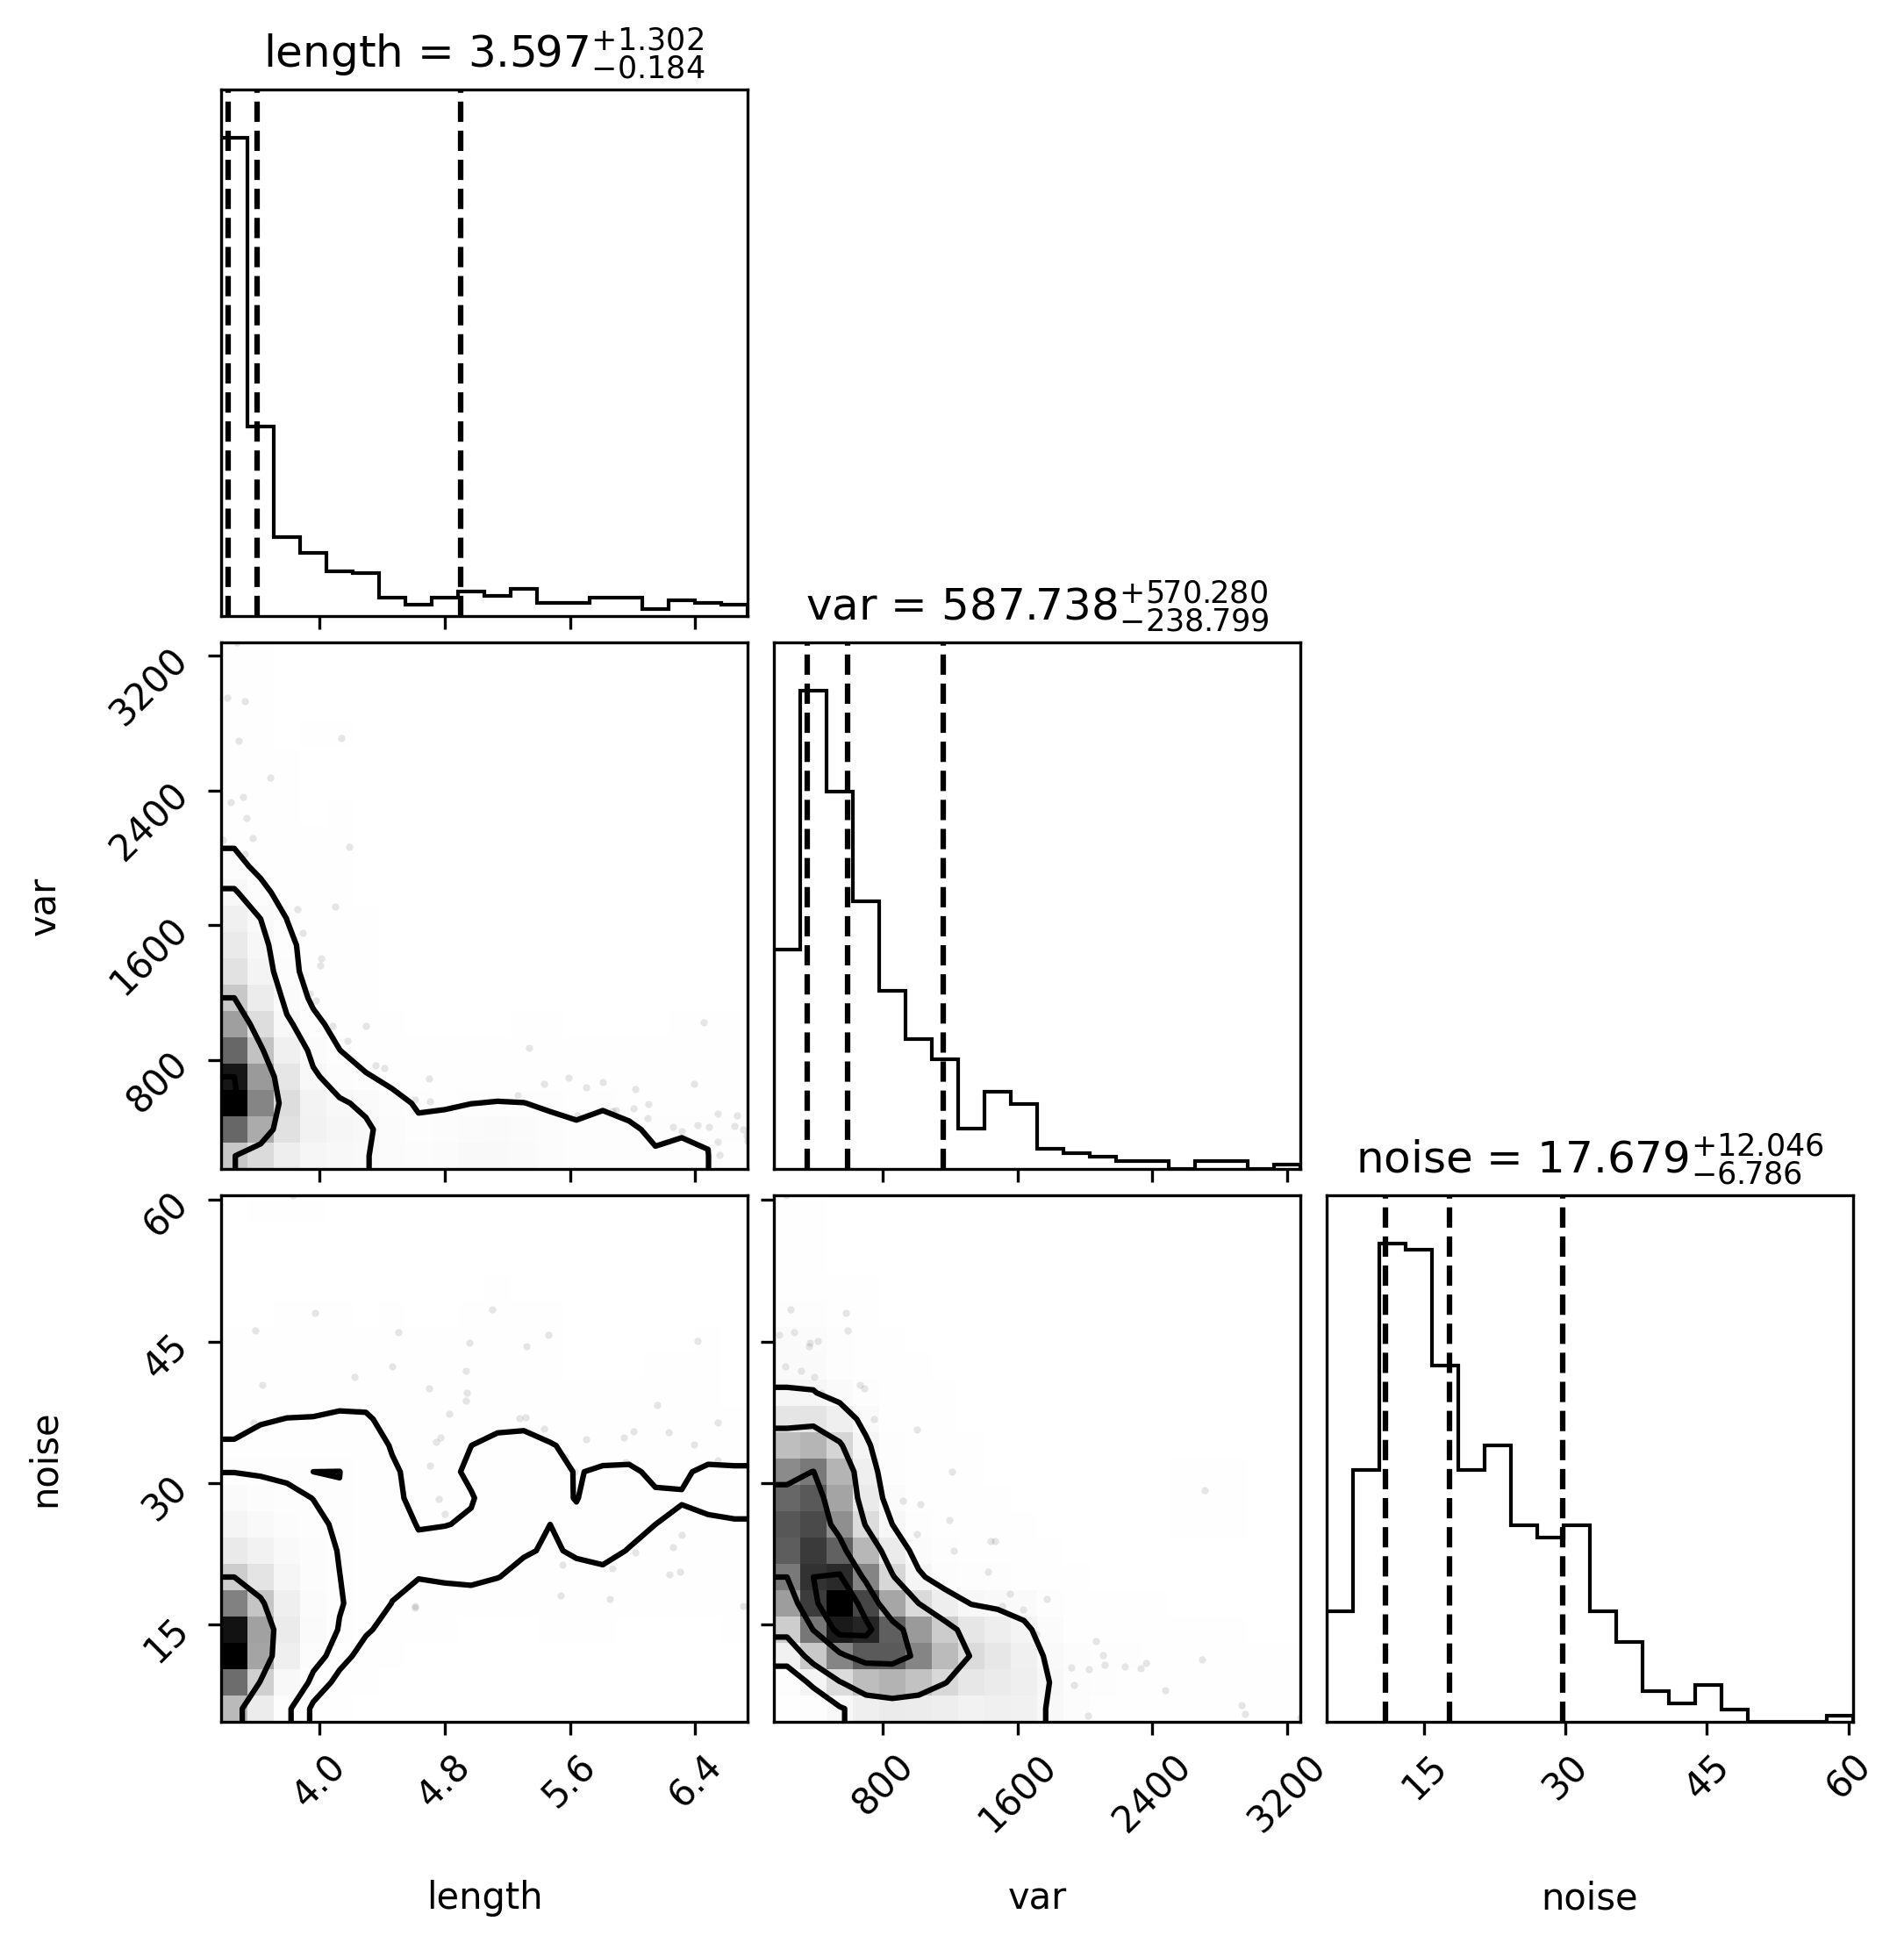 length = 3.597+1.302−0.184
var = 587.738+570.280−238.799
3200
2400
1600
800
var
noise = 17.679+12.046−6.786
60
45
30
15
noise
4.0 4.8 5.6 6.4 800 1600 2400 3200 15 30 45 60
length var noise